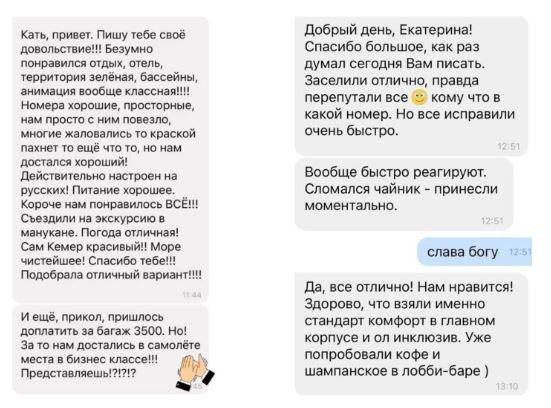 Кать, привет. Пишу тебе своё
довольствие!!! Безумно
понравился отдых, отель,
территория зелёная, бассейны,
анимация вообще классная!!!!
Номера хорошие, просторные,
нам просто с ним повезло,
многие жаловались то краской
пахнет то ещё что то, но нам
достался хороший!
Действительно настроен на
русских! Питание хорошее.
Короче нам понравилось ВСЁ!!!
Съездили на экскурсию в
манукане. Погода отличная!
Сам Кемер красивый!! Море
чистейшее! Спасибо тебе!!!
Подобрала отличный вариант!!!!
11:44
И ещё, прикол, пришлось
доплатить за багаж 3500. Но!
За то нам достались в самолёте
места в бизнес классе!!!
Представляешь!?!?!?
Добрый день, Екатерина!
Спасибо большое, как раз
думал сегодня Вам писать.
Заселили отлично, правда
перепутали все 🙄 кому что в
какой номер. Но все исправили
очень быстро.
12:51
Вообще быстро реагируют.
Сломался чайник - принесли
моментально.
12:51
слава богу 12:51
Да, все отлично! Нам нравится!
Здорово, что взяли именно
стандарт комфорт в главном
корпусе и ол инклюзив. Уже
попробовали кофе и
шампанское в лобби-баре )
13:10